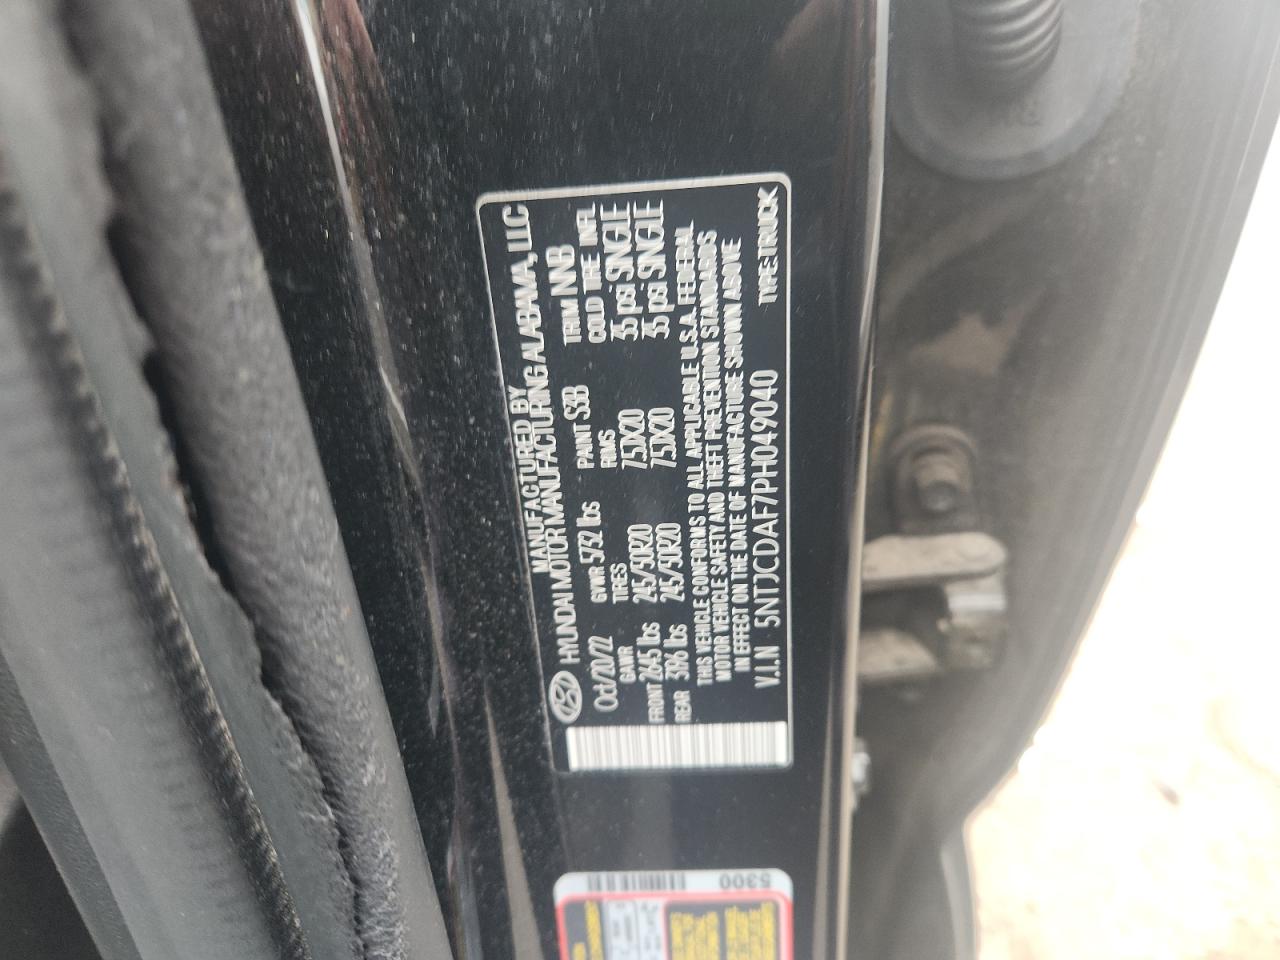 MANUFACTURED BY
HYUNDAI MOTOR MANUFACTURING ALABAMA, LLC
Oct/20/22 GVWR 5732 lbs PAINT S3B TRIM NNB
GAWR TIRES RIMS COLD TIRE INFL
FRONT 2645 lbs 245/50R20 7.5JX20 35 psi SINGLE
REAR 3196 lbs 245/50R20 7.5JX20 35 psi SINGLE
THIS VEHICLE CONFORMS TO ALL APPLICABLE U.S.A. FEDERAL
MOTOR VEHICLE SAFETY AND THEFT PREVENTION STANDARDS
IN EFFECT ON THE DATE OF MANUFACTURE SHOWN ABOVE
V.I.N 5NTJCDAF7PH049040 TYPE:TRUCK
5300